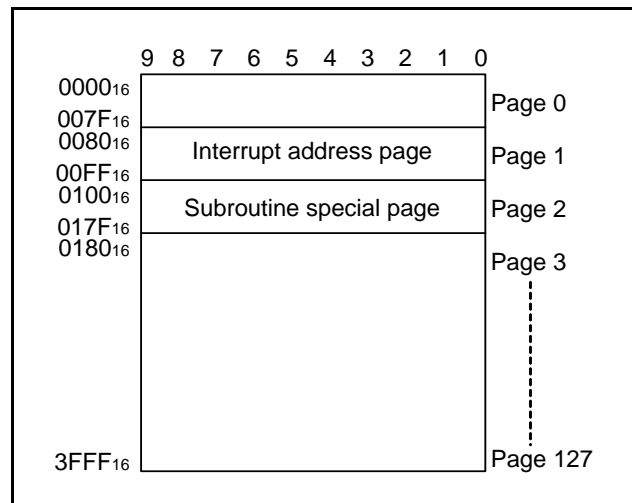 9 8 7 6 5 4 3 2 1 0
0000₁₆
Page 0
007F₁₆
0080₁₆
Interrupt address page
Page 1
00FF₁₆
0100₁₆
Subroutine special page
Page 2
017F₁₆
0180₁₆
Page 3
3FFF₁₆
Page 127